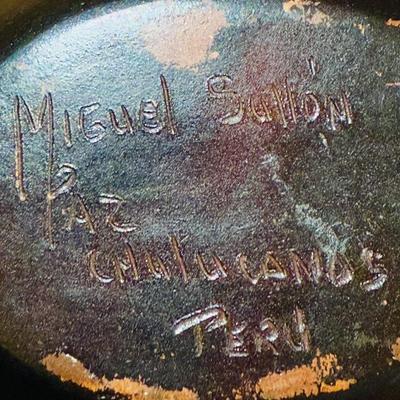 Miguel Sullón
Paz
Chulucanas
Peru